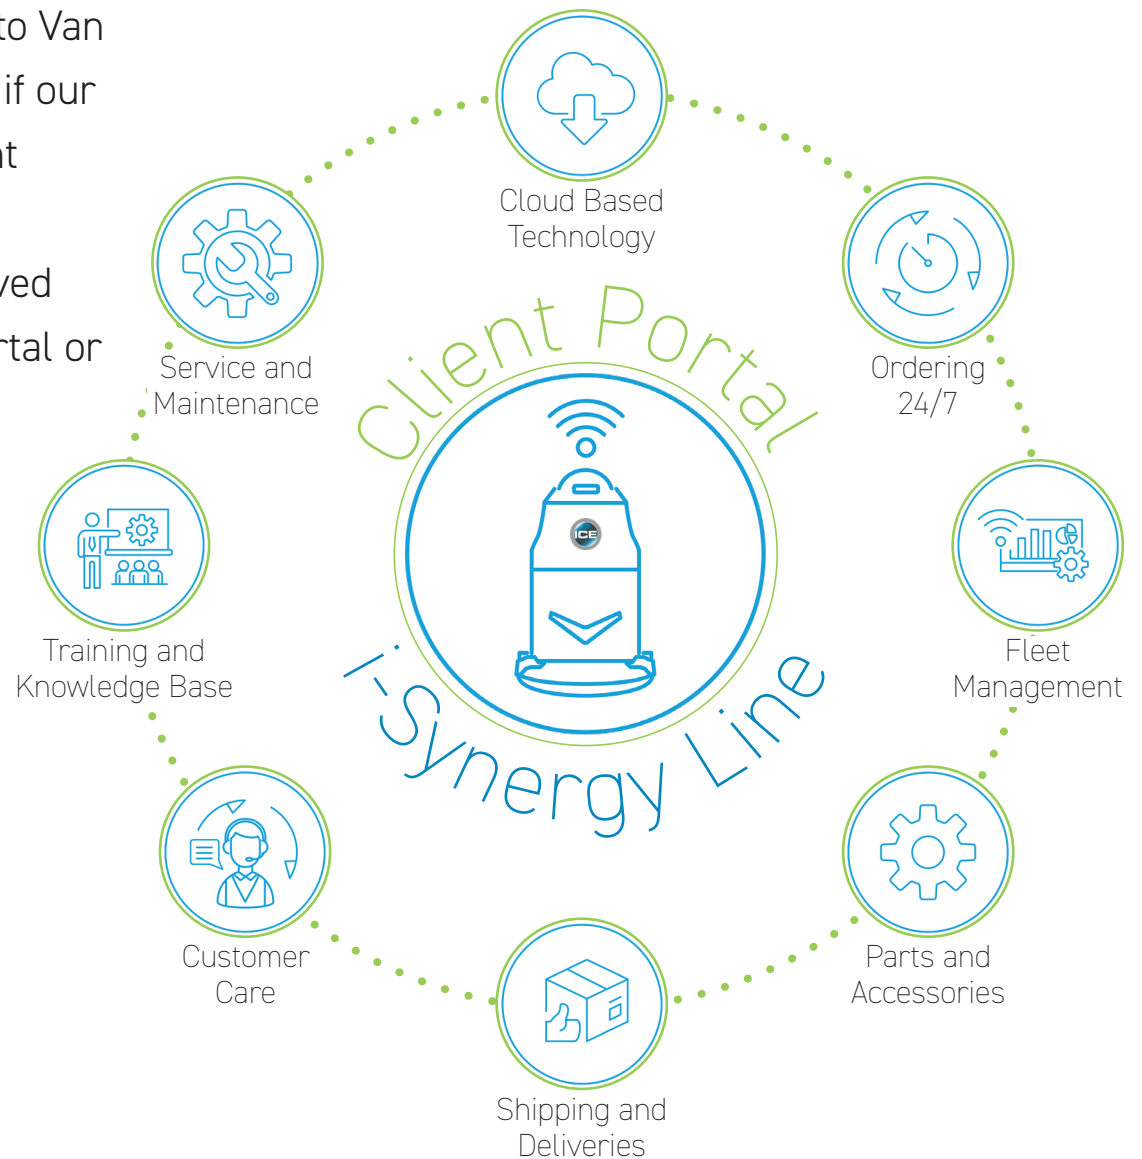 to Van
if our
nt
ved
rtal or
Cloud Based
Technology
Ordering
24/7
Fleet
Management
Parts and
Accessories
Shipping and
Deliveries
Customer
Care
Training and
Knowledge Base
Service and
Maintenance
Client Portal
ICE
i-Synergy Line